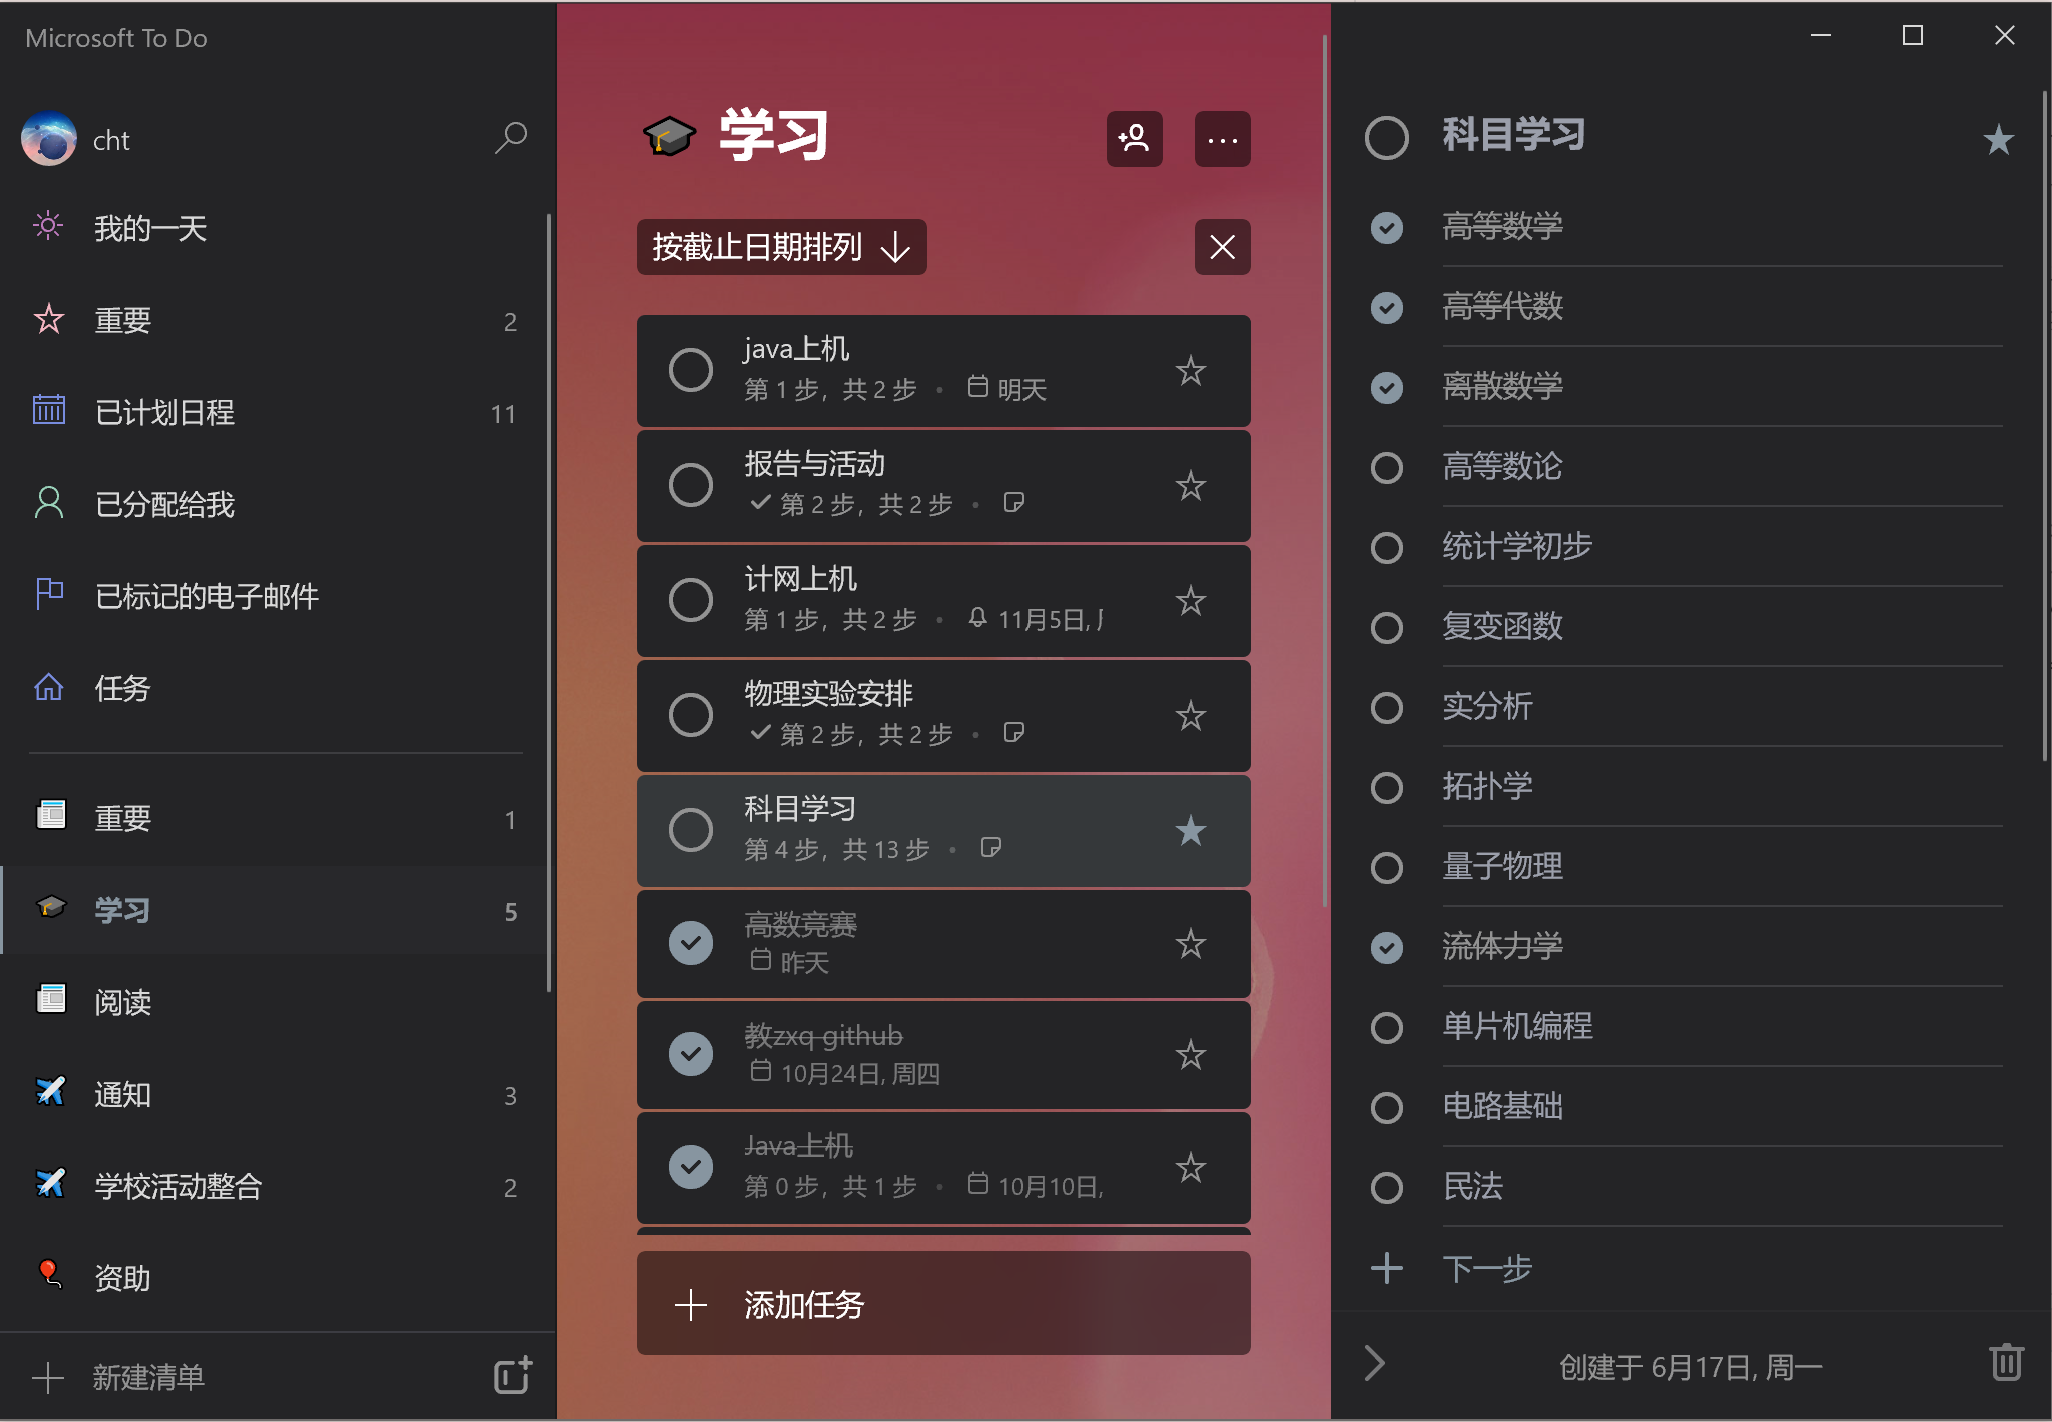 Microsoft To Do
cht
我的一天
重要
2
已计划日程
11
已分配给我
已标记的电子邮件
任务
重要
1
学习
5
阅读
通知
3
学校活动整合
2
资助
新建清单
学习
按截止日期排列
java上机
第 1 步，共 2 步 • 明天
报告与活动
第 2 步，共 2 步 •
计网上机
第 1 步，共 2 步 • 11月5日,
物理实验安排
第 2 步，共 2 步 •
科目学习
第 4 步，共 13 步 •
高数竞赛
昨天
教zxq github
10月24日, 周四
Java上机
第 0 步，共 1 步 • 10月10日,
添加任务
科目学习
高等数学
高等代数
离散数学
高等数论
统计学初步
复变函数
实分析
拓扑学
量子物理
流体力学
单片机编程
电路基础
民法
下一步
创建于 6月17日, 周一